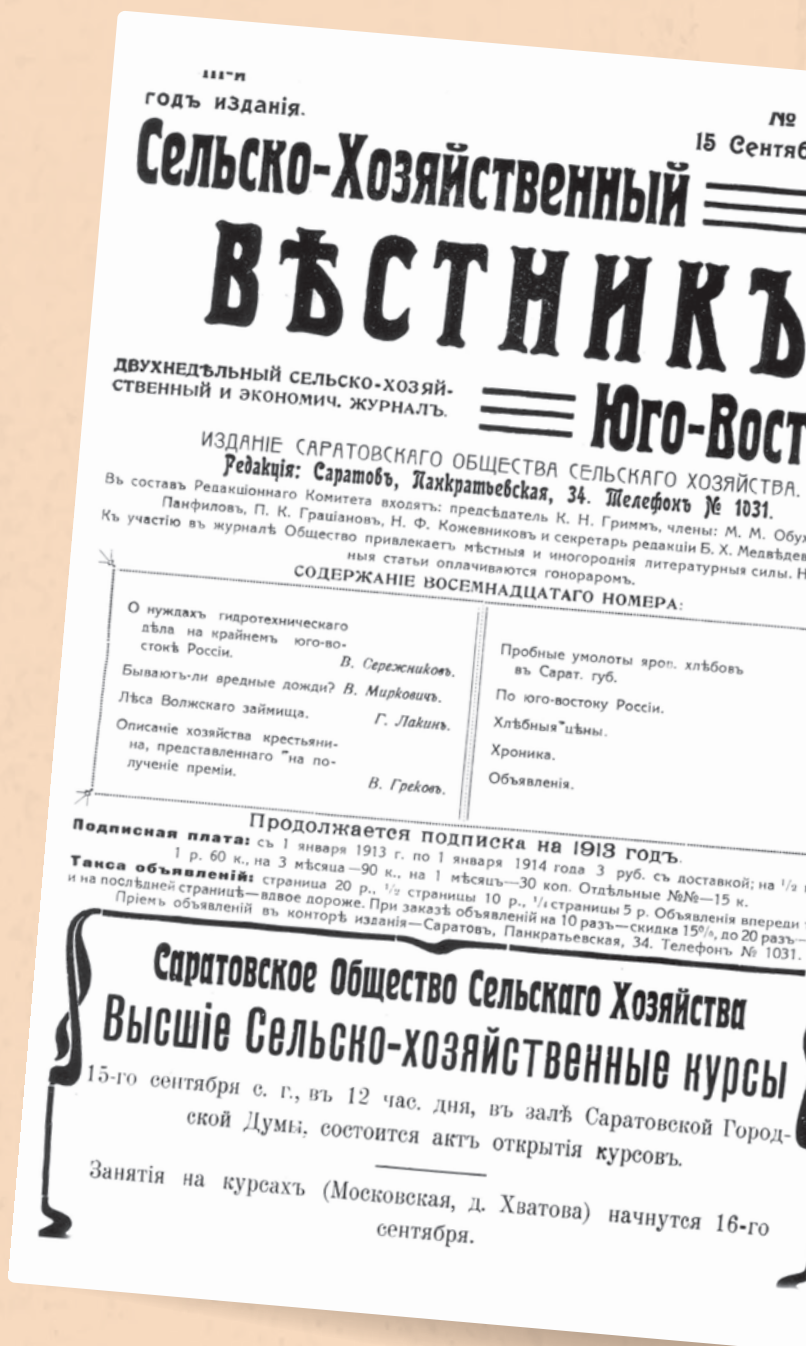 III-й
годъ изданія.
№
15 Сентяб
Сельско-Хозяйственный
ВѢСТНИКЪ
ДВУХНЕДѢЛЬНЫЙ СЕЛЬСКО-ХОЗЯЙ-
СТВЕННЫЙ И ЭКОНОМИЧ. ЖУРНАЛЪ.
Юго-Вост
ИЗДАНІЕ САРАТОВСКАГО ОБЩЕСТВА СЕЛЬСКАГО ХОЗЯЙСТВА.
Редакція: Саратовъ, Панкратьевская, 34. Телефонъ № 1031.
Въ составъ Редакціоннаго Комитета входятъ: предсѣдатель К. Н. Гриммъ, члены: М. М. Обух
Панфиловъ, П. К. Граціановъ, Н. Ф. Кожевниковъ и секретарь редакціи Б. Х. Медвѣдев
Къ участію въ журналѣ Общество привлекаетъ мѣстныя и иногороднія литературныя силы. Н
ныя статьи оплачиваются гонораромъ.
СОДЕРЖАНІЕ ВОСЕМНАДЦАТАГО НОМЕРА:
О нуждахъ гидротехническаго
дѣла на крайнемъ юго-во-
стокѣ Россіи.
В. Сережниковъ.
Бываютъ-ли вредные дожди? В. Марковичъ.
Лѣса Волжскаго займища. Г. Лакинъ.
Описаніе хозяйства крестьяни-
на, представленнаго на по-
лученіе преміи.
В. Грековъ.
Пробные умолоты яров. хлѣбовъ
въ Сарат. губ.
По юго-востоку Россіи.
Хлѣбныя цѣны.
Хроника.
Объявленія.
Продолжается подписка на 1913 годъ.
Подписная плата: съ 1 января 1913 г. по 1 января 1914 года 3 руб. съ доставкой; на 1/2
1 р. 60 к., на 3 мѣсяца—90 к., на 1 мѣсяцъ—30 коп. Отдѣльные №№—15 к.
Такса объявленій: страница 20 р., 1/2 страницы 10 р., 1/4 страницы 5 р. Объявленія впереди
и на послѣдней страницѣ—вдвое дороже. При заказѣ объявленій на 10 разъ—скидка 15%, до 20 разъ—
Пріемъ объявленій въ конторѣ изданія—Саратовъ, Панкратьевская, 34. Телефонъ № 1031.
Саратовское Общество Сельскаго Хозяйства
Высшіе Сельско-хозяйственные курсы
15-го сентября с. г., въ 12 час. дня, въ залѣ Саратовской Город-
ской Думы, состоится актъ открытія курсовъ.
Занятія на курсахъ (Московская, д. Хватова) начнутся 16-го
сентября.